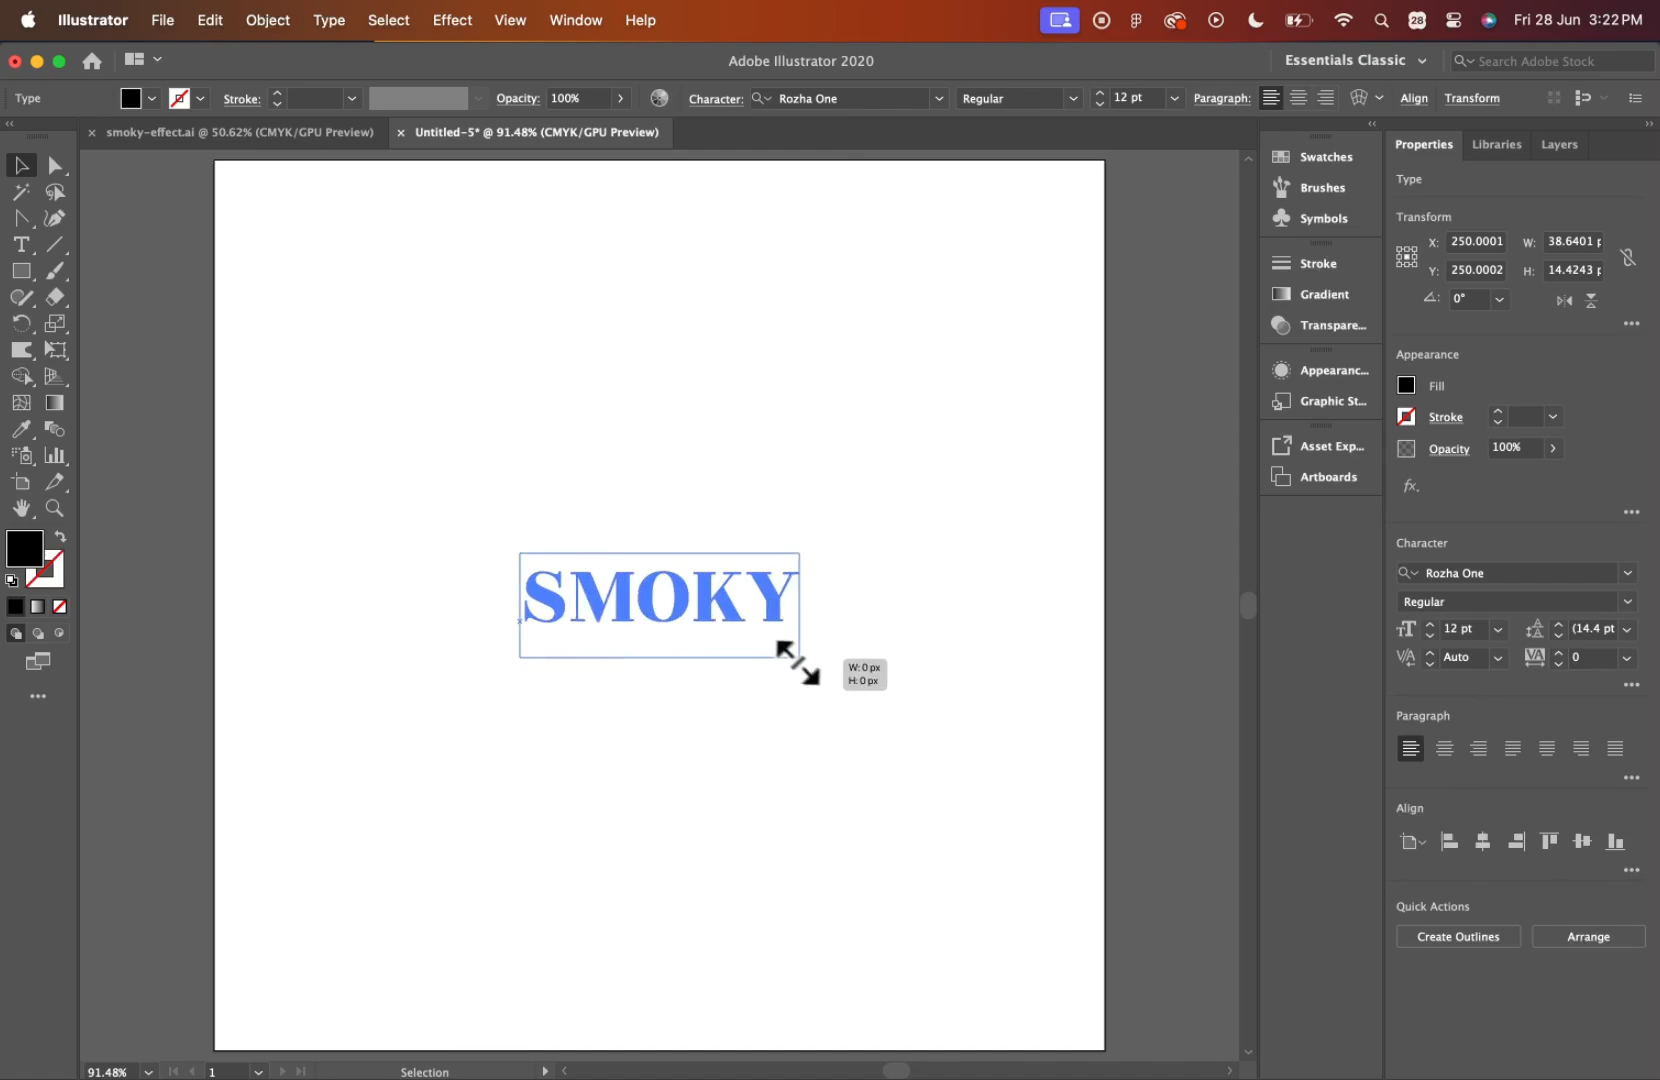 Illustrator File Edit Object Type Select Effect View Window Help 28 Fri 28 Jun 3:22 PM
Adobe Illustrator 2020 Essentials Classic Search Adobe Stock
Type Stroke: Opacity: 100% Character: Rozha One Regular 12 pt Paragraph: Align Transform
smoky-effect.ai @ 50.62% (CMYK/GPU Preview) Untitled-5* @ 91.48% (CMYK/GPU Preview)
Swatches
Brushes
Symbols
Stroke
Gradient
Transpare...
Appearanc...
Graphic St...
Asset Exp...
Artboards
Properties Libraries Layers
Type
Transform
X: 250.0001 W: 38.6401 p
Y: 250.0002 H: 14.4243 p
0°
Appearance
Fill
Stroke
Opacity 100%
fx.
Character
Rozha One
Regular
12 pt (14.4 pt
Auto 0
Paragraph
Align
Quick Actions
Create Outlines Arrange
SMOKY
W: 0 px
H: 0 px
91.48% 1 Selection